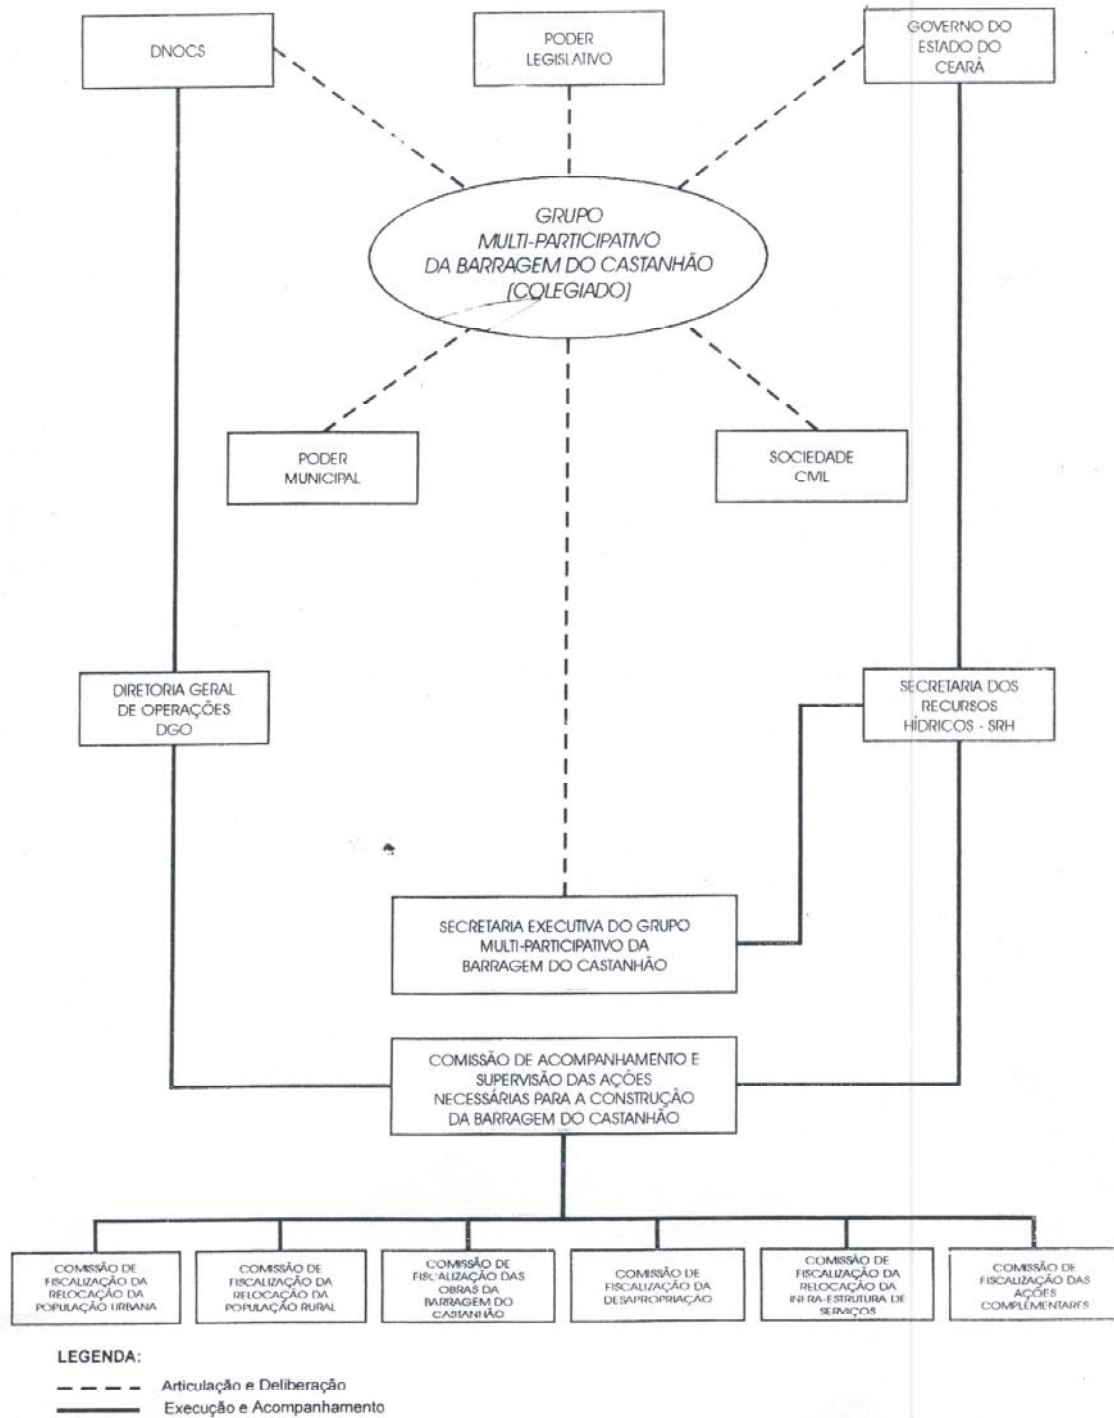 DNOCS
PODER
LEGISLATIVO
GOVERNO DO
ESTADO DO
CEARÁ
GRUPO
MULTI-PARTICIPATIVO
DA BARRAGEM DO CASTANHÃO
(COLEGIADO)
PODER
MUNICIPAL
SOCIEDADE
CIVIL
DIRETORIA GERAL
DE OPERAÇÕES
DGO
SECRETARIA DOS
RECURSOS
HÍDRICOS - SRH
SECRETARIA EXECUTIVA DO GRUPO
MULTI-PARTICIPATIVO DA
BARRAGEM DO CASTANHÃO
COMISSÃO DE ACOMPANHAMENTO E
SUPERVISÃO DAS AÇÕES
NECESSÁRIAS PARA A CONSTRUÇÃO
DA BARRAGEM DO CASTANHÃO
COMISSÃO DE
FISCALIZAÇÃO DA
RELOCAÇÃO DA
POPULAÇÃO URBANA
COMISSÃO DE
FISCALIZAÇÃO DA
RELOCAÇÃO DA
POPULAÇÃO RURAL
COMISSÃO DE
FISCALIZAÇÃO DAS
OBRAS DA
BARRAGEM DO
CASTANHÃO
COMISSÃO DE
FISCALIZAÇÃO DA
DESAPROPRIAÇÃO
COMISSÃO DE
FISCALIZAÇÃO DA
RELOCAÇÃO DA
INFRA-ESTRUTURA DE
SERVIÇOS
COMISSÃO DE
FISCALIZAÇÃO DAS
AÇÕES
COMPLEMENTARES
LEGENDA:
Articulação e Deliberação
Execução e Acompanhamento